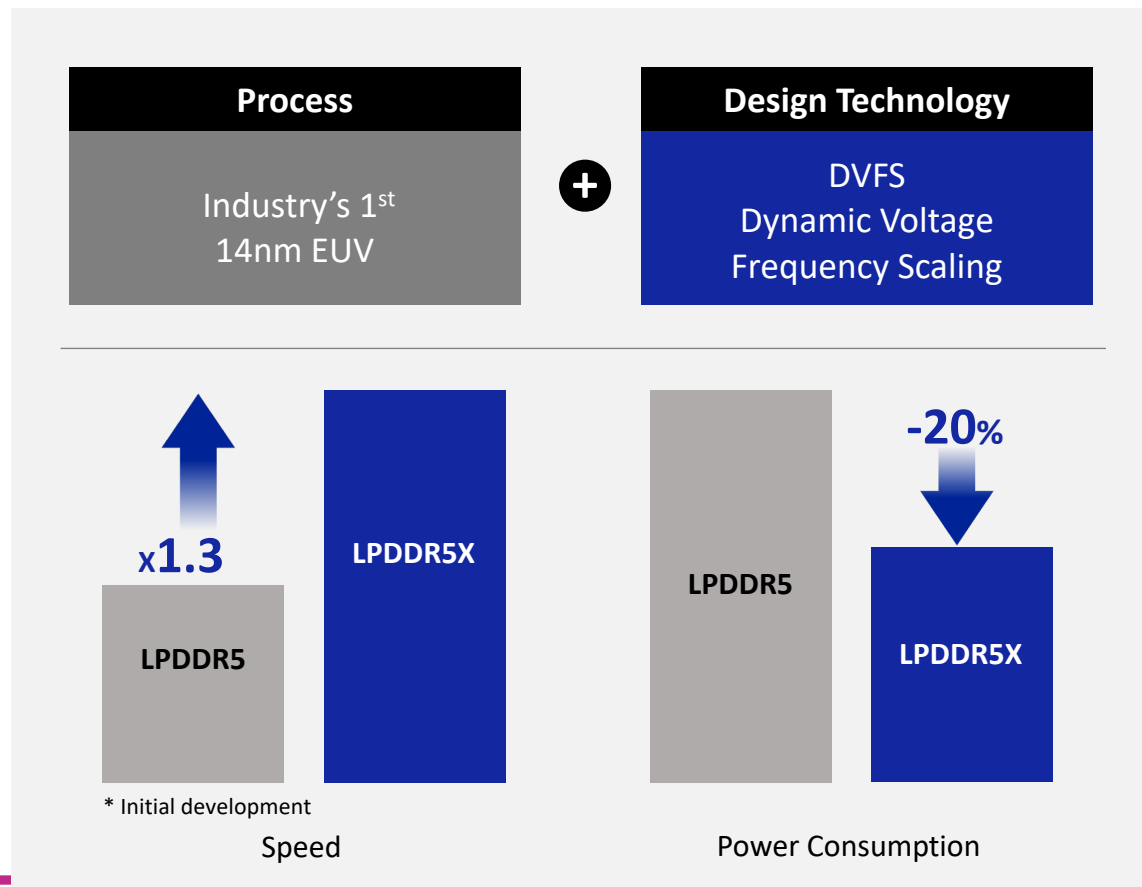 Process
Industry’s 1st
14nm EUV
+
Design Technology
DVFS
Dynamic Voltage
Frequency Scaling
x1.3
LPDDR5
LPDDR5X
* Initial development
Speed
-20%
LPDDR5
LPDDR5X
Power Consumption